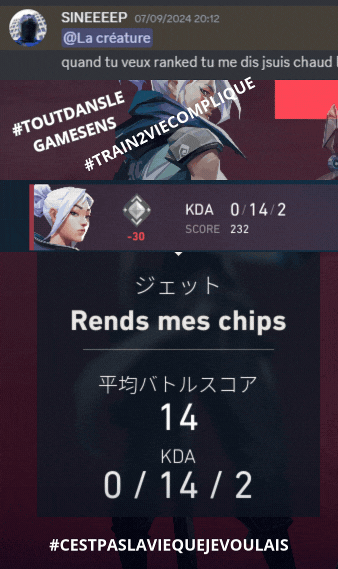 SINEEEEP 07/09/2024 20:12
@La créature
quand tu veux ranked tu me dis jsuis chaud
#TOUTDANSLE
GAMESENS
#TRAIN2VIECOMPLIQUE
KDA 0/14/2
-30
SCORE 232
ジェット
Rends mes chips
平均バトルスコア
14
KDA
0 / 14 / 2
#CESTPASLAVIEQUEJEVOULAIS